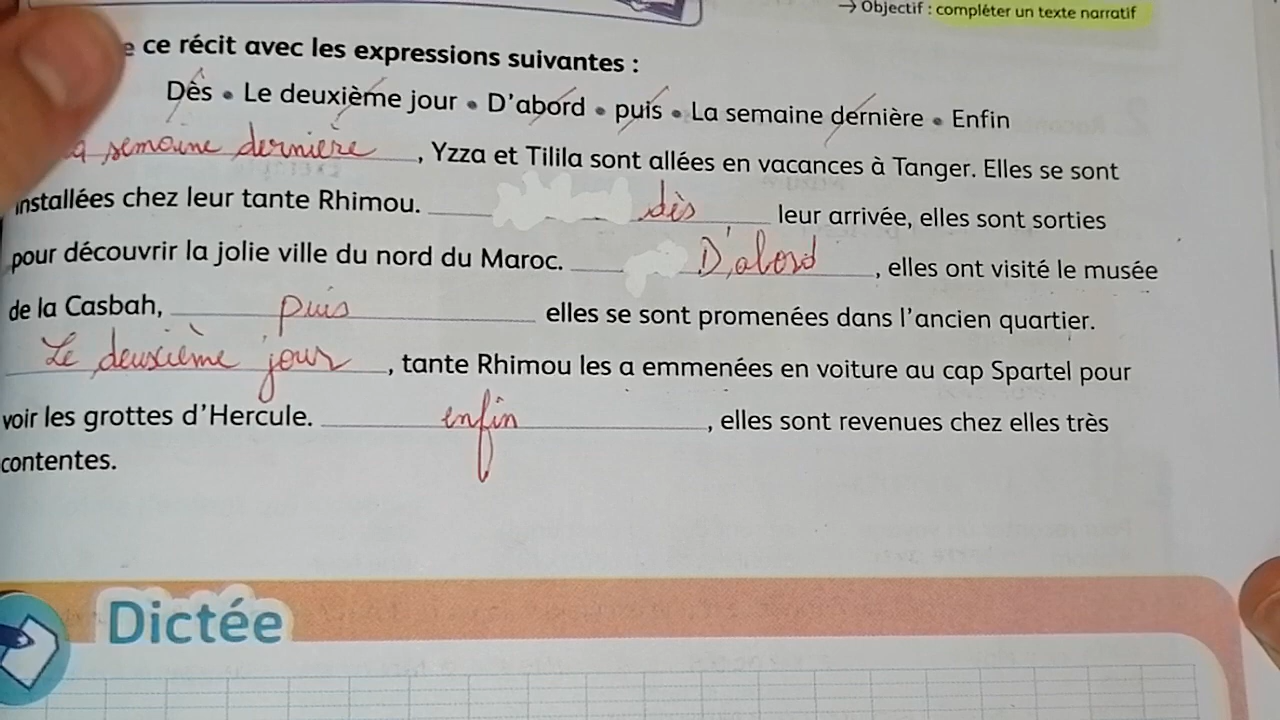 → Objectif : compléter un texte narratif
e ce récit avec les expressions suivantes :
Dès • Le deuxième jour • D'abord • puis • La semaine dernière • Enfin
a semaine dernière, Yzza et Tilila sont allées en vacances à Tanger. Elles se sont
installées chez leur tante Rhimou. dès leur arrivée, elles sont sorties
pour découvrir la jolie ville du nord du Maroc. D'abord, elles ont visité le musée
de la Casbah, puis elles se sont promenées dans l'ancien quartier.
Le deuxième jour, tante Rhimou les a emmenées en voiture au cap Spartel pour
voir les grottes d'Hercule. enfin, elles sont revenues chez elles très
contentes.
Dictée